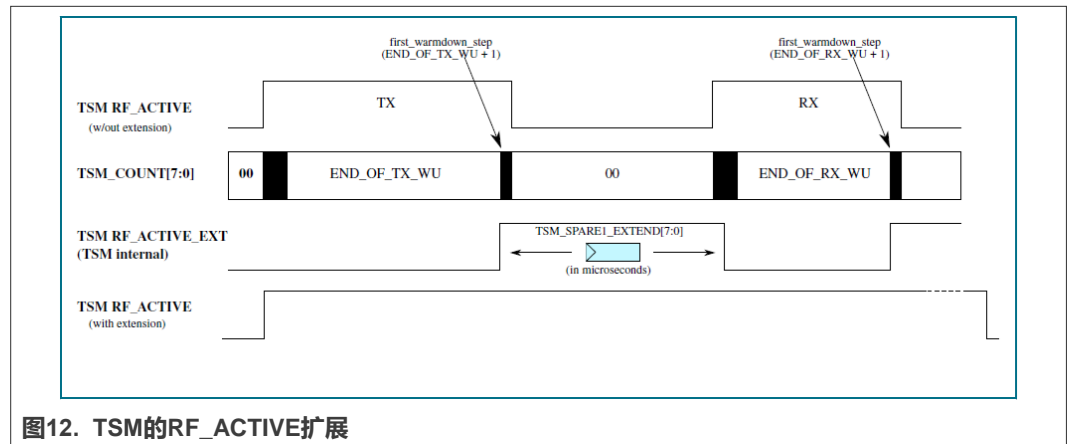 first_warmdown_step
(END_OF_TX_WU + 1)
first_warmdown_step
(END_OF_RX_WU + 1)
TSM RF_ACTIVE
(w/out extension)
TX
RX
TSM_COUNT[7:0]
00
END_OF_TX_WU
00
END_OF_RX_WU
TSM RF_ACTIVE_EXT
(TSM internal)
TSM_SPARE1_EXTEND[7:0]
(in microseconds)
TSM RF_ACTIVE
(with extension)
图12. TSM的RF_ACTIVE扩展